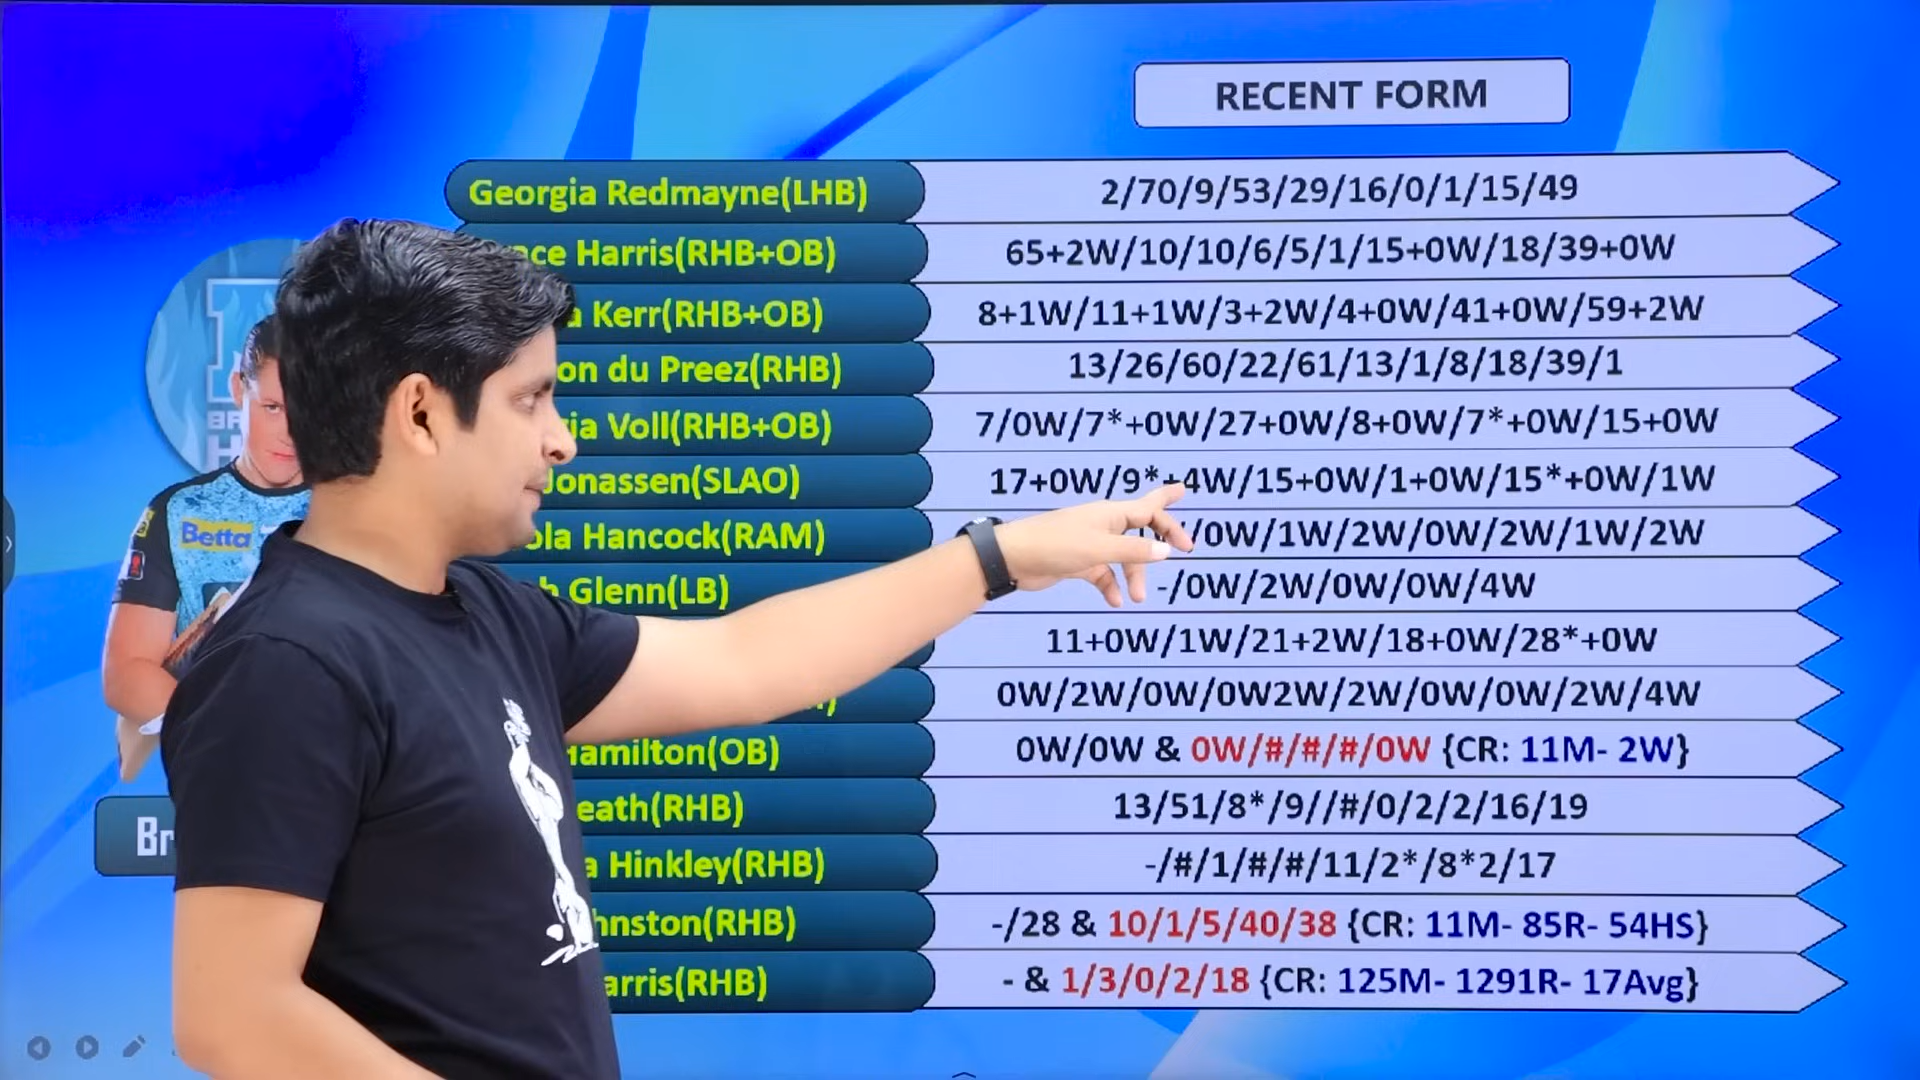 RECENT FORM
Georgia Redmayne(LHB) 2/70/9/53/29/16/0/1/15/49
Harris(RHB+OB) 65+2W/10/10/6/5/1/15+0W/18/39+0W
Kerr(RHB+OB) 8+1W/11+1W/3+2W/4+0W/41+0W/59+2W
du Preez(RHB) 13/26/60/22/61/13/1/8/18/39/1
Voll(RHB+OB) 7/0W/7*+0W/27+0W/8+0W/7*+0W/15+0W
Jonassen(SLAO) 17+0W/9*+4W/15+0W/1+0W/15*+0W/1W
Hancock(RAM) /0W/1W/2W/0W/2W/1W/2W
Glenn(LB) -/0W/2W/0W/0W/4W
11+0W/1W/21+2W/18+0W/28*+0W
0W/2W/0W/0W2W/2W/0W/0W/2W/4W
Hamilton(OB) 0W/0W & 0W/#/#/#/0W {CR: 11M- 2W}
eath(RHB) 13/51/8*/9//#/0/2/2/16/19
Hinkley(RHB) -/#/1/#/#/11/2*/8*2/17
hnston(RHB) -/28 & 10/1/5/40/38 {CR: 11M- 85R- 54HS}
arris(RHB) - & 1/3/0/2/18 {CR: 125M- 1291R- 17Avg}
Betta
Br